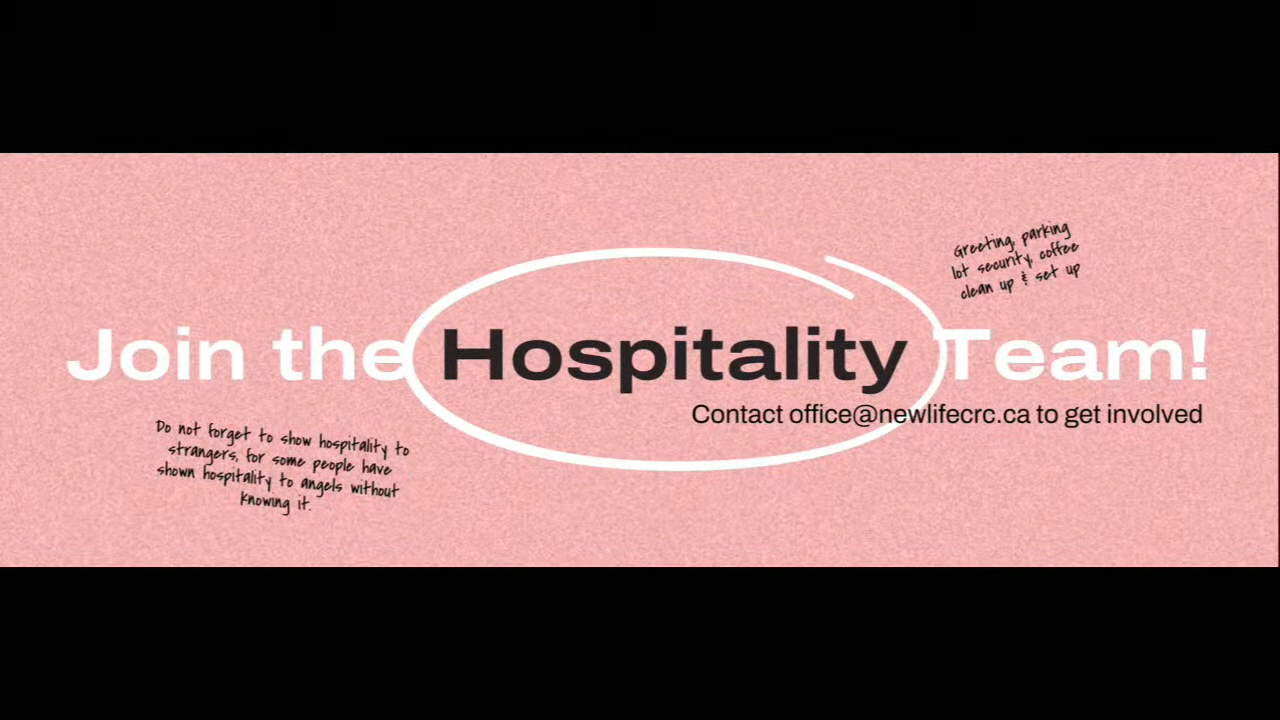 Greeting, parking
lot security, coffee
clean up & set up
Join the Hospitality Team!
Contact office@newlifecrc.ca to get involved
Do not forget to show hospitality to
strangers, for some people have
shown hospitality to angels without
knowing it.